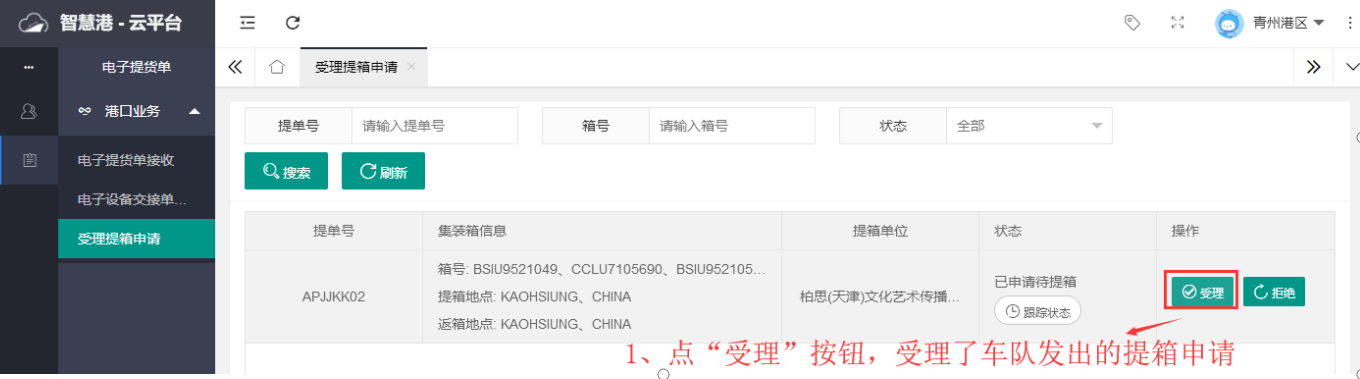 智慧港 - 云平台
青州港区
电子提货单
受理提箱申请
港口业务
提单号
请输入提单号
箱号
请输入箱号
状态
全部
电子提货单接收
搜索
刷新
电子设备交接单...
受理提箱申请
提单号
集装箱信息
提箱单位
状态
操作
箱号: BSIU9521049、CCLU7105690、BSIU952105...
APJJKK02
提箱地点: KAOHSIUNG、CHINA
柏思(天津)文化艺术传播...
已申请待提箱
受理
拒绝
跟踪状态
返箱地点: KAOHSIUNG、CHINA
1、点“受理”按钮，受理了车队发出的提箱申请